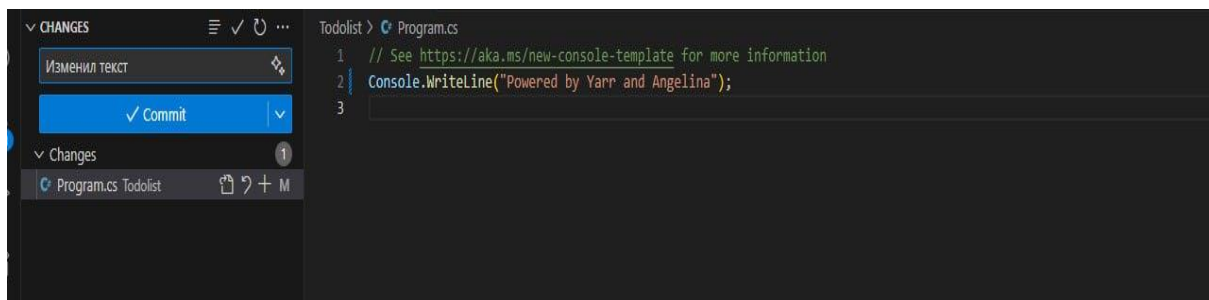 CHANGES
Изменил текст
Commit
Changes 1
Program.cs Todolist M
Todolist > Program.cs
1 // See https://aka.ms/new-console-template for more information
2 Console.WriteLine("Powered by Yarr and Angelina");
3